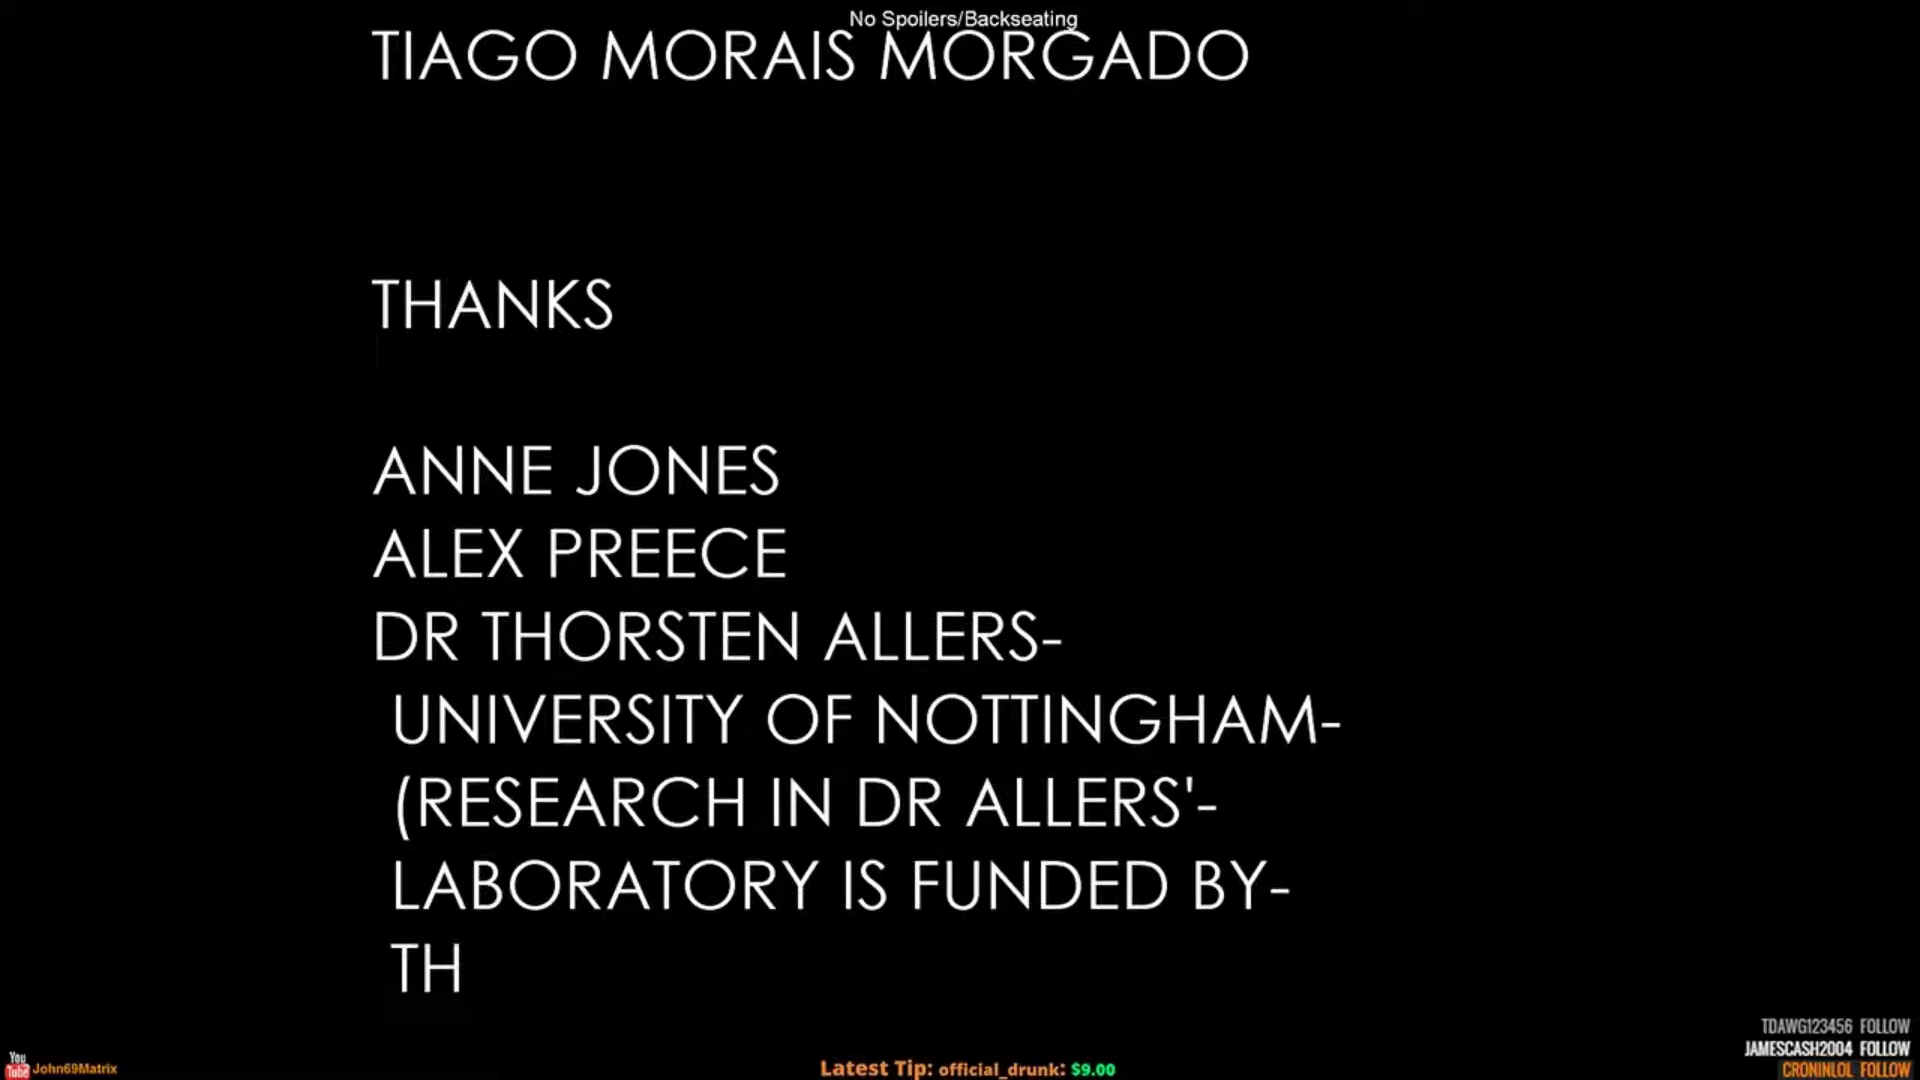 No Spoilers/Backseating
TIAGO MORAIS MORGADO
THANKS
ANNE JONES
ALEX PREECE
DR THORSTEN ALLERS-
UNIVERSITY OF NOTTINGHAM-
(RESEARCH IN DR ALLERS'-
LABORATORY IS FUNDED BY-
TH
TDAWG123456 FOLLOW
JAMESCASH2004 FOLLOW
CRONINLOL FOLLOW
You Tube John69Matrix
Latest Tip: official_drunk: $9.00